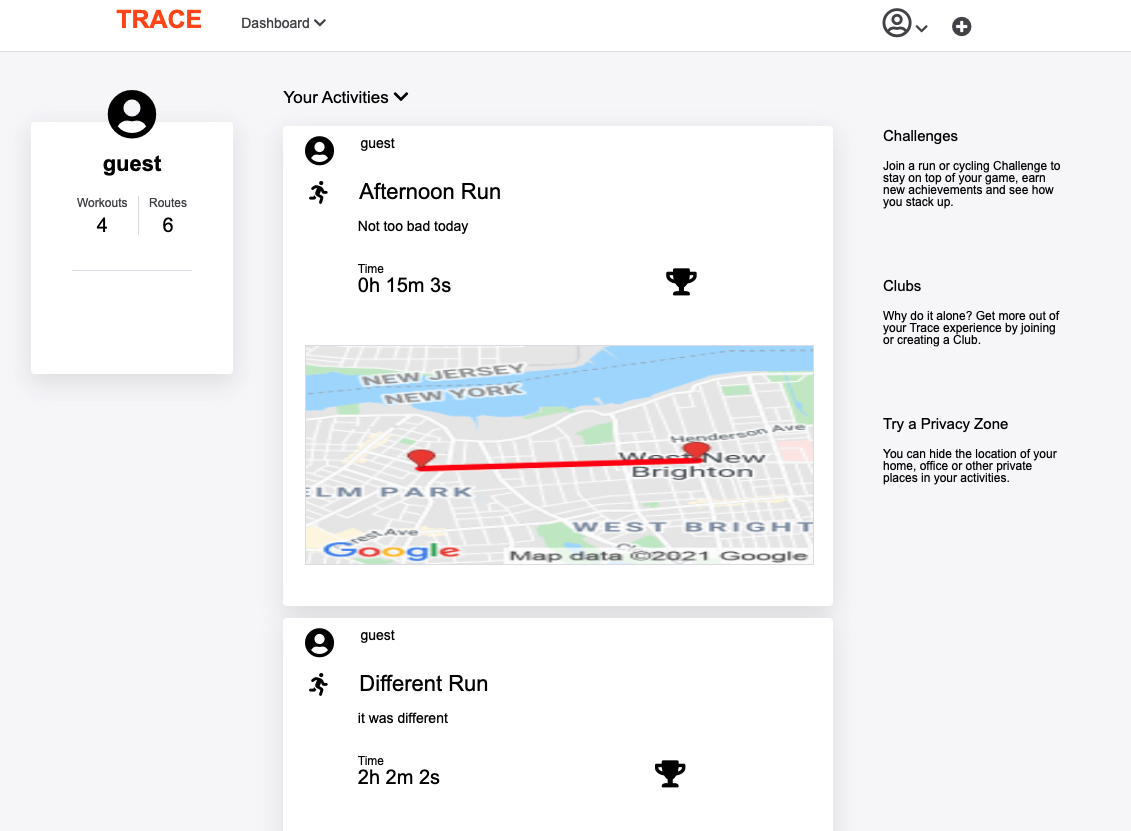 TRACE
Dashboard
guest
Workouts
4
Routes
6
Your Activities
guest
Afternoon Run
Not too bad today
Time
0h 15m 3s
NEW JERSEY
NEW YORK
Henderson Ave
West New
Brighton
ELM PARK
WEST BRIGHT
rest Ave
Google
Map data ©2021 Google
guest
Different Run
it was different
Time
2h 2m 2s
Challenges
Join a run or cycling Challenge to
stay on top of your game, earn
new achievements and see how
you stack up.
Clubs
Why do it alone? Get more out of
your Trace experience by joining
or creating a Club.
Try a Privacy Zone
You can hide the location of your
home, office or other private
places in your activities.